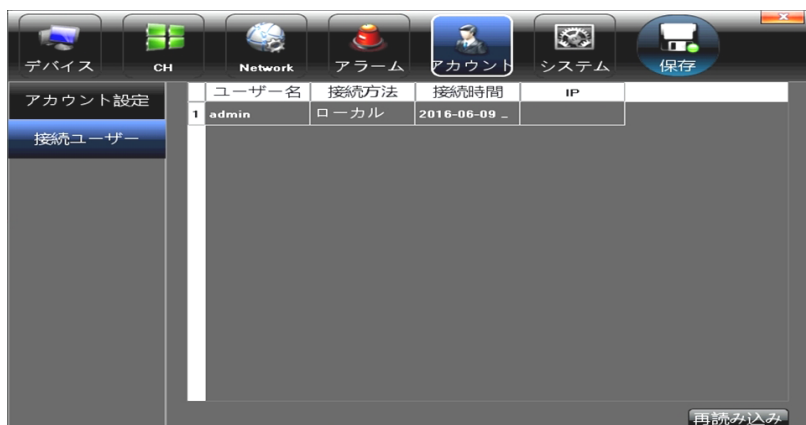 デバイス CH Network アラーム アカウント システム 保存
アカウント設定
接続ユーザー
ユーザー名 接続方法 接続時間 IP
1 admin ローカル 2016-06-09 _
再読み込み